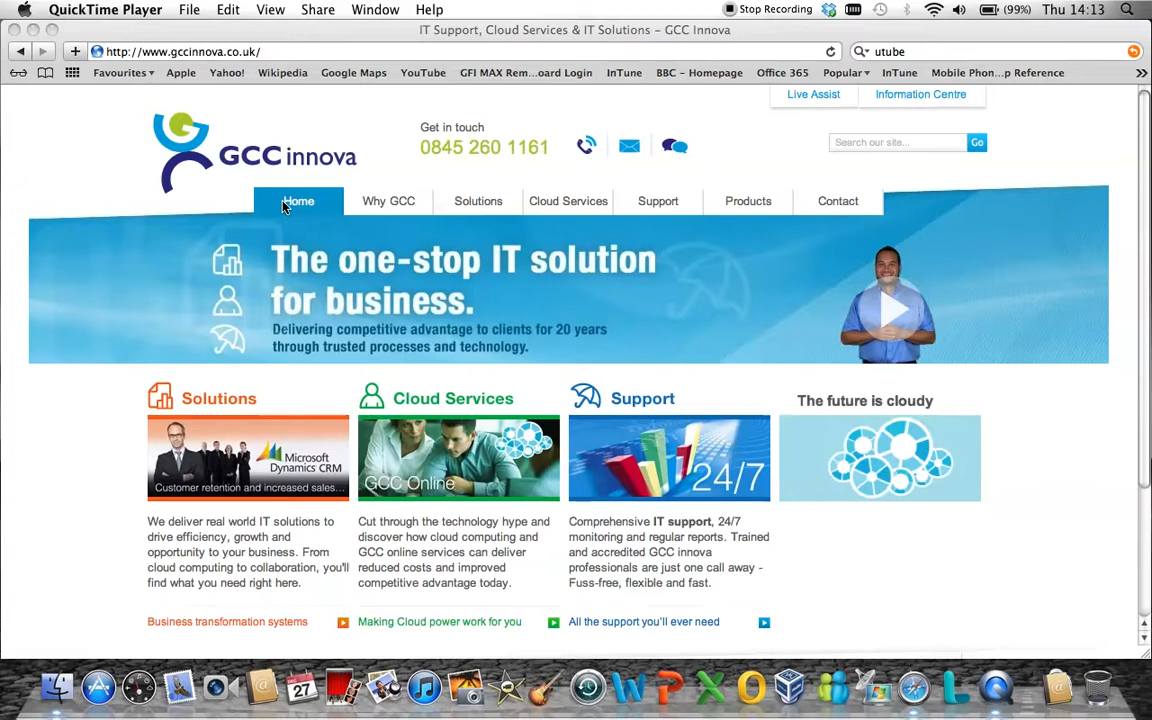 QuickTime Player File Edit View Share Window Help Stop Recording (99%) Thu 14:13
IT Support, Cloud Services & IT Solutions – GCC Innova
http://www.gccinnova.co.uk/ utube
Favourites Apple Yahoo! Wikipedia Google Maps YouTube GFI MAX Rem...oard Login InTune BBC – Homepage Office 365 Popular InTune Mobile Phon...p Reference
Live Assist Information Centre
Get in touch
0845 260 1161
Search our site... Go
GCC innova
Home Why GCC Solutions Cloud Services Support Products Contact
The one-stop IT solution
for business.
Delivering competitive advantage to clients for 20 years
through trusted processes and technology.
Solutions
Microsoft
Dynamics CRM
Customer retention and increased sales...
We deliver real world IT solutions to
drive efficiency, growth and
opportunity to your business. From
cloud computing to collaboration, you'll
find what you need right here.
Business transformation systems
Cloud Services
GCC Online
Cut through the technology hype and
discover how cloud computing and
GCC online services can deliver
reduced costs and improved
competitive advantage today.
Making Cloud power work for you
Support
24/7
Comprehensive IT support, 24/7
monitoring and regular reports. Trained
and accredited GCC innova
professionals are just one call away -
Fuss-free, flexible and fast.
All the support you'll ever need
The future is cloudy
DEC
27
W P X O L